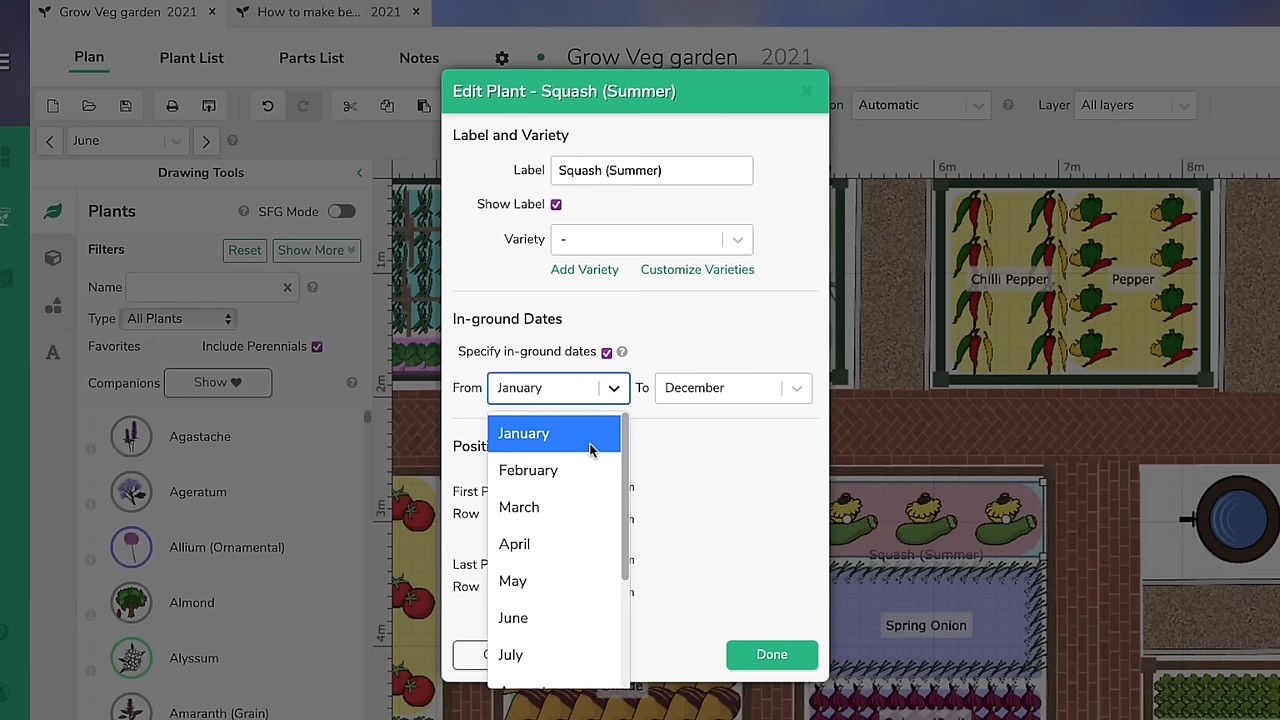 Grow Veg garden 2021 ×
How to make be... 2021 ×
Plan Plant List Parts List Notes
Grow Veg garden 2021
Automatic
Layer All layers
June
Drawing Tools
Plants
SFG Mode
Filters Reset Show More
Name
Type All Plants
Favorites Include Perennials
Companions Show
Agastache
Ageratum
Allium (Ornamental)
Almond
Alyssum
Amaranth (Grain)
Edit Plant - Squash (Summer) ×
Label and Variety
Label Squash (Summer)
Show Label
Variety -
Add Variety Customize Varieties
In-ground Dates
Specify in-ground dates
From January To December
January
February
March
April
May
June
July
First P
Row
Last P
Row
Done
6m 7m 8m
1m
2m
3m
4m
Chilli Pepper Pepper
Squash (Summer)
Spring Onion